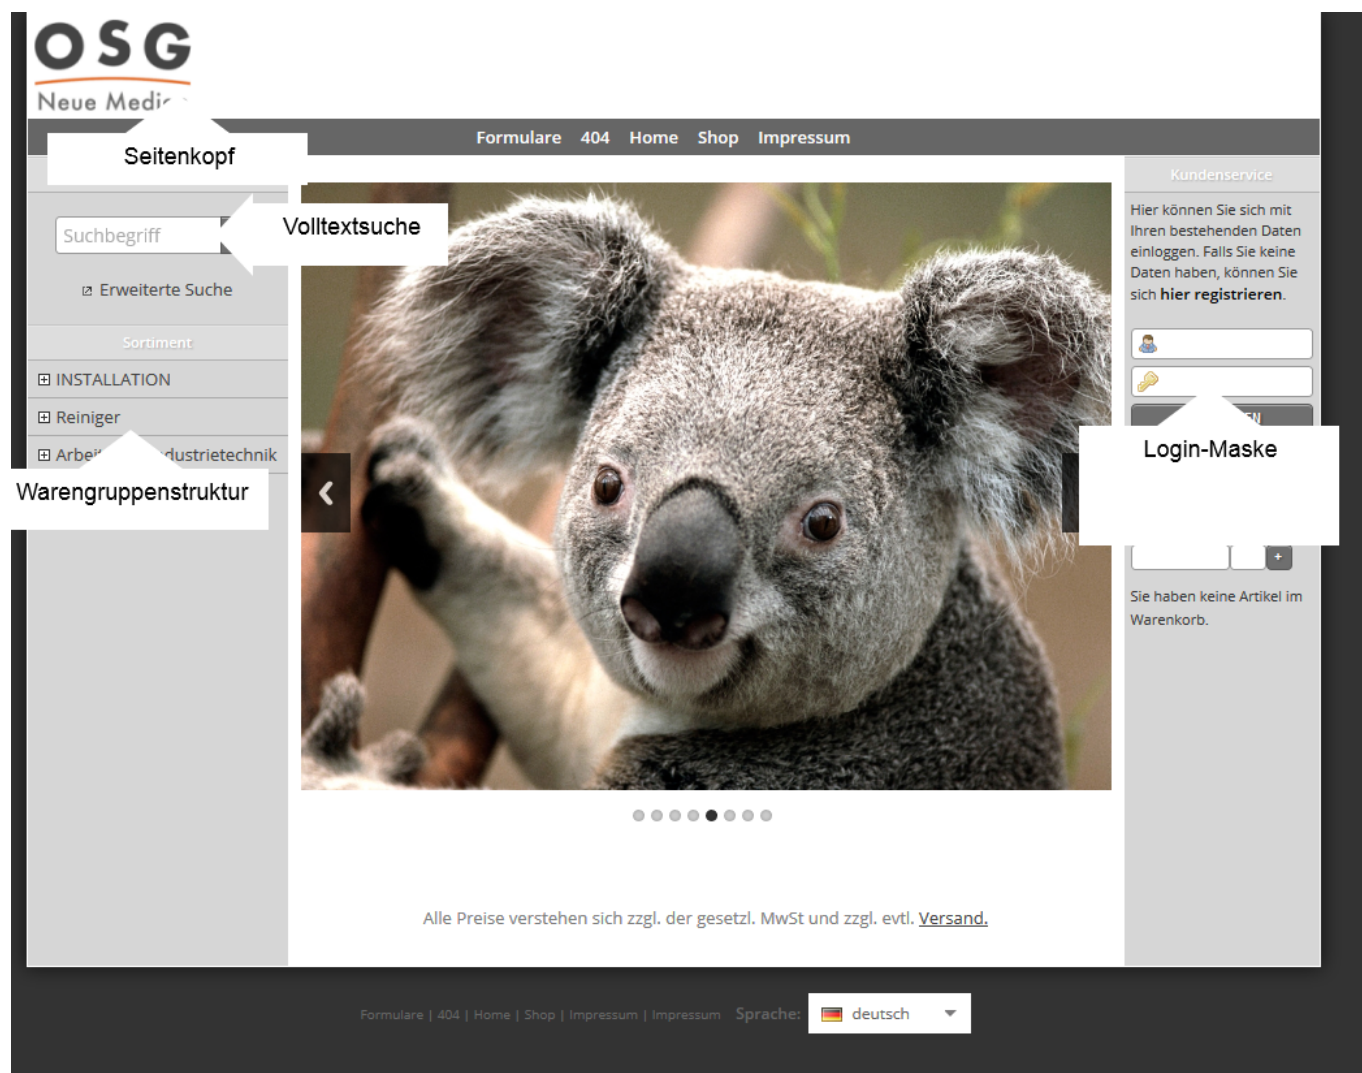 OSG
Neue Medi
Formulare 404 Home Shop Impressum
Seitenkopf
Suchbegriff
Volltextsuche
Erweiterte Suche
Sortiment
INSTALLATION
Reiniger
Warengruppenstruktur
Kundenservice
Hier können Sie sich mit
Ihren bestehenden Daten
einloggen. Falls Sie keine
Daten haben, können Sie
sich hier registrieren.
Login-Maske
+
Sie haben keine Artikel im
Warenkorb.
Alle Preise verstehen sich zzgl. der gesetzl. MwSt und zzgl. evtl. Versand.
Formulare | 404 | Home | Shop | Impressum | Impressum Sprache: deutsch